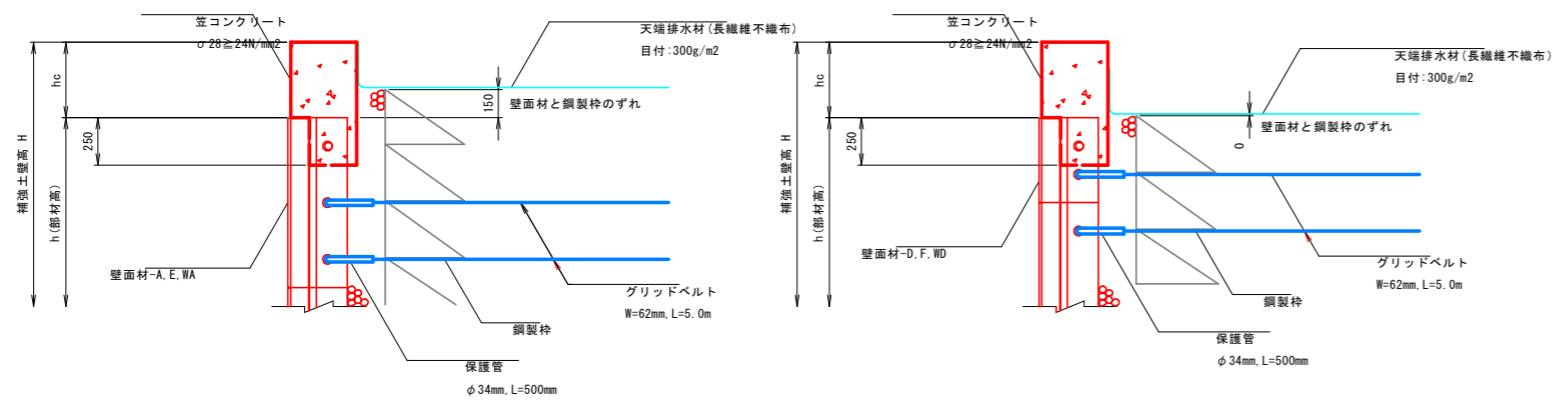 笠コンクリート
σ28≧24N/mm2
天端排水材(長繊維不織布)
目付:300g/m2
hc
150
壁面材と鋼製枠のずれ
250
補強土壁高 H
h(部材高)
壁面材-A,E,WA
グリッドベルト
W=62mm,L=5.0m
鋼製枠
保護管
φ34mm,L=500mm
笠コンクリート
σ28≧24N/mm2
天端排水材(長繊維不織布)
目付:300g/m2
hc
0
壁面材と鋼製枠のずれ
250
補強土壁高 H
h(部材高)
壁面材-D,F,WD
グリッドベルト
W=62mm,L=5.0m
鋼製枠
保護管
φ34mm,L=500mm